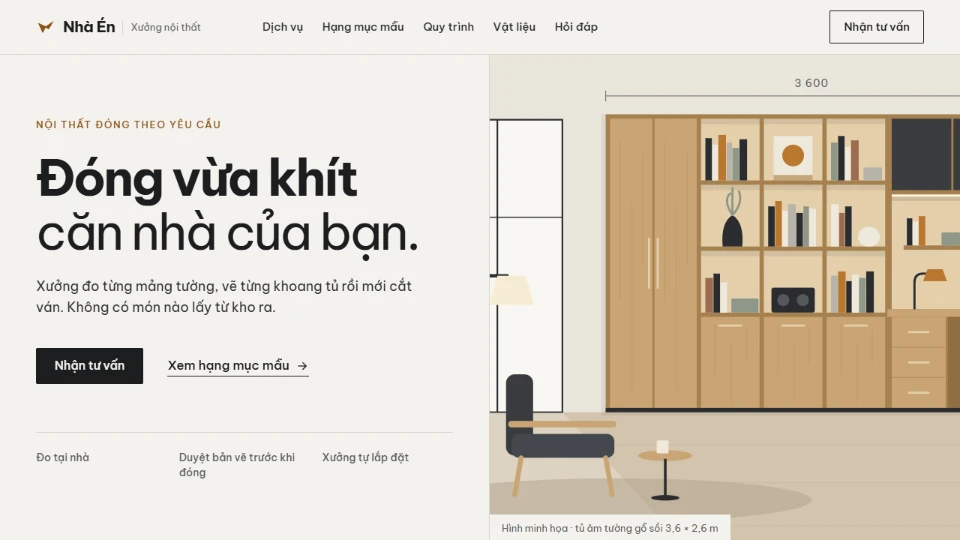 Nhà Én
Xưởng nội thất
Dịch vụ
Hạng mục mẫu
Quy trình
Vật liệu
Hỏi đáp
Nhận tư vấn
3 600
NỘI THẤT ĐÓNG THEO YÊU CẦU
Đóng vừa khít
căn nhà của bạn.
Xưởng đo từng mảng tường, vẽ từng khoang tủ rồi mới cắt
ván. Không có món nào lấy từ kho ra.
Nhận tư vấn
Xem hạng mục mẫu →
Đo tại nhà
Duyệt bản vẽ trước khi
đóng
Xưởng tự lắp đặt
Hình minh họa · tủ âm tường gỗ sồi 3,6 × 2,6 m